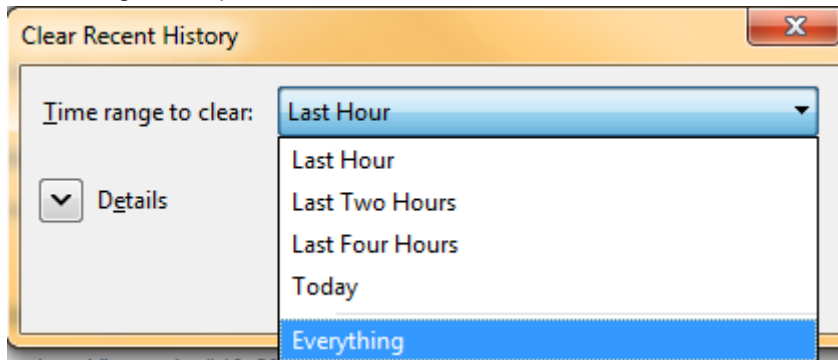 Clear Recent History
Time range to clear: Last Hour
Last Hour
Last Two Hours
Details
Last Four Hours
Today
Everything